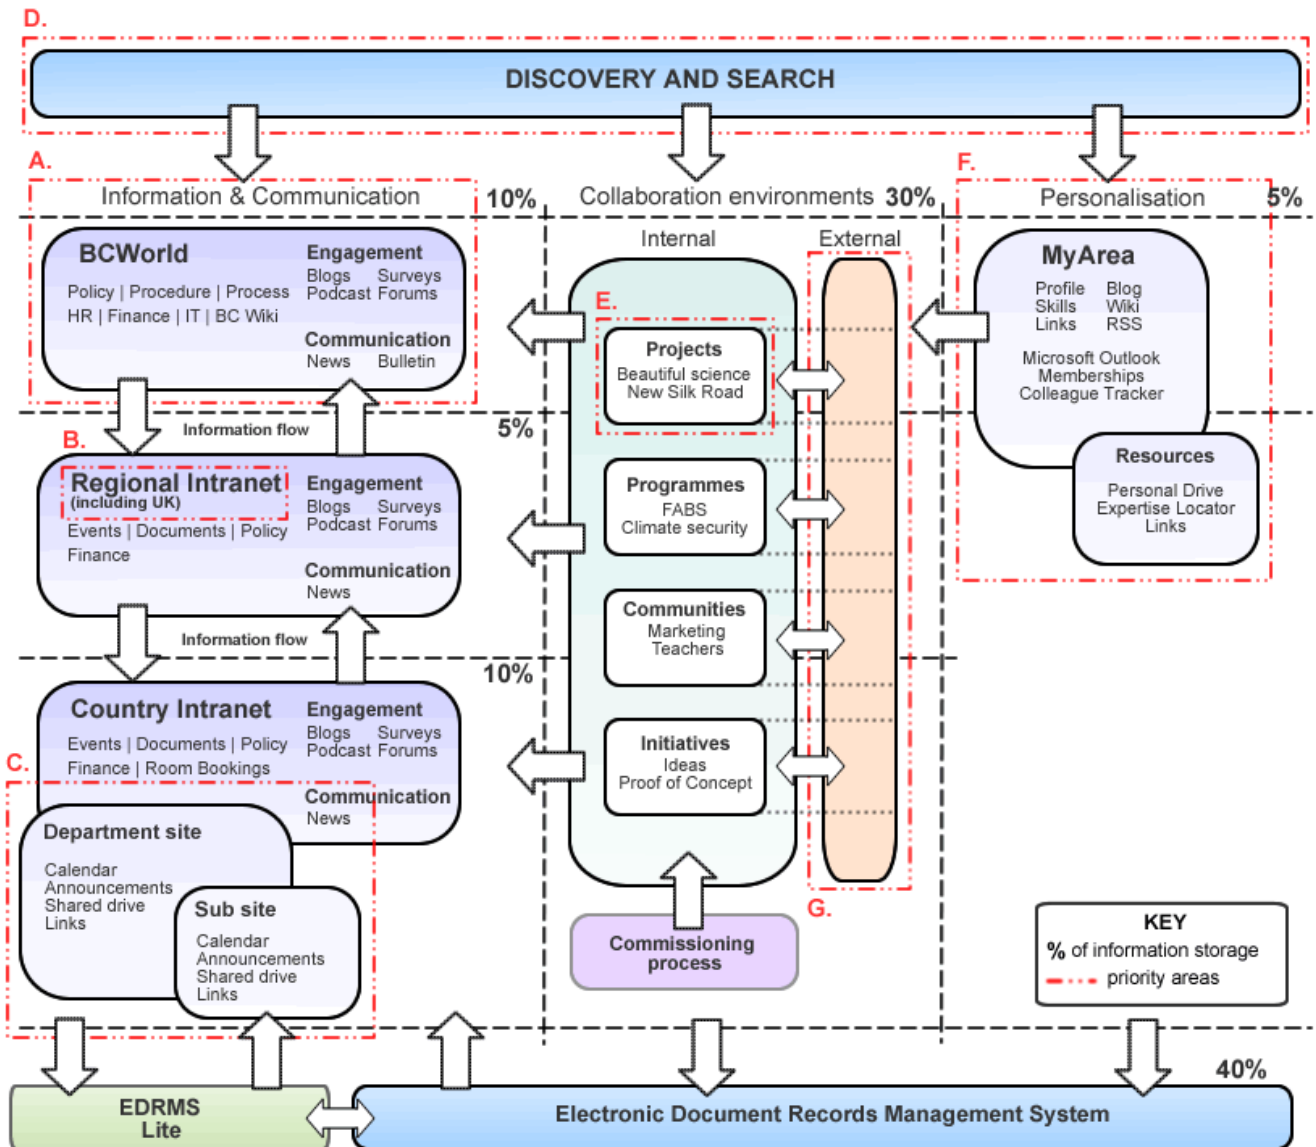 D.
DISCOVERY AND SEARCH
A.
Information & Communication
10%
Collaboration environments 30%
F.
Personalisation
5%
BCWorld
Policy | Procedure | Process
HR | Finance | IT | BC Wiki
Engagement
Blogs Surveys
Podcast Forums
Communication
News Bulletin
Information flow
5%
B.
Regional Intranet
(including UK)
Events | Documents | Policy
Finance
Engagement
Blogs Surveys
Podcast Forums
Communication
News
Information flow
10%
Country Intranet
Events | Documents | Policy
Finance | Room Bookings
Engagement
Blogs Surveys
Podcast Forums
Communication
News
C.
Department site
Calendar
Announcements
Shared drive
Links
Sub site
Calendar
Announcements
Shared drive
Links
Internal
External
E.
Projects
Beautiful science
New Silk Road
Programmes
FABS
Climate security
Communities
Marketing
Teachers
Initiatives
Ideas
Proof of Concept
G.
Commissioning
process
MyArea
Profile Blog
Skills Wiki
Links RSS
Microsoft Outlook
Memberships
Colleague Tracker
Resources
Personal Drive
Expertise Locator
Links
KEY
% of information storage
priority areas
40%
EDRMS
Lite
Electronic Document Records Management System